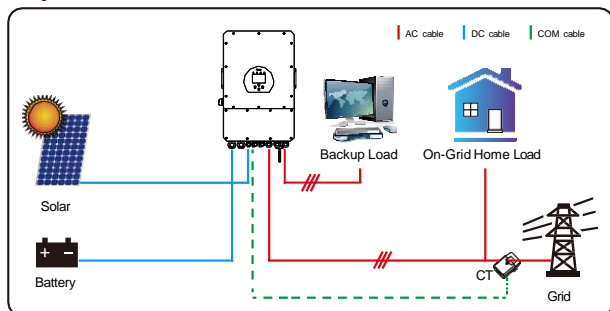 AC cable
DC cable
COM cable
Backup Load
On-Grid Home Load
Solar
CT
Battery
Grid